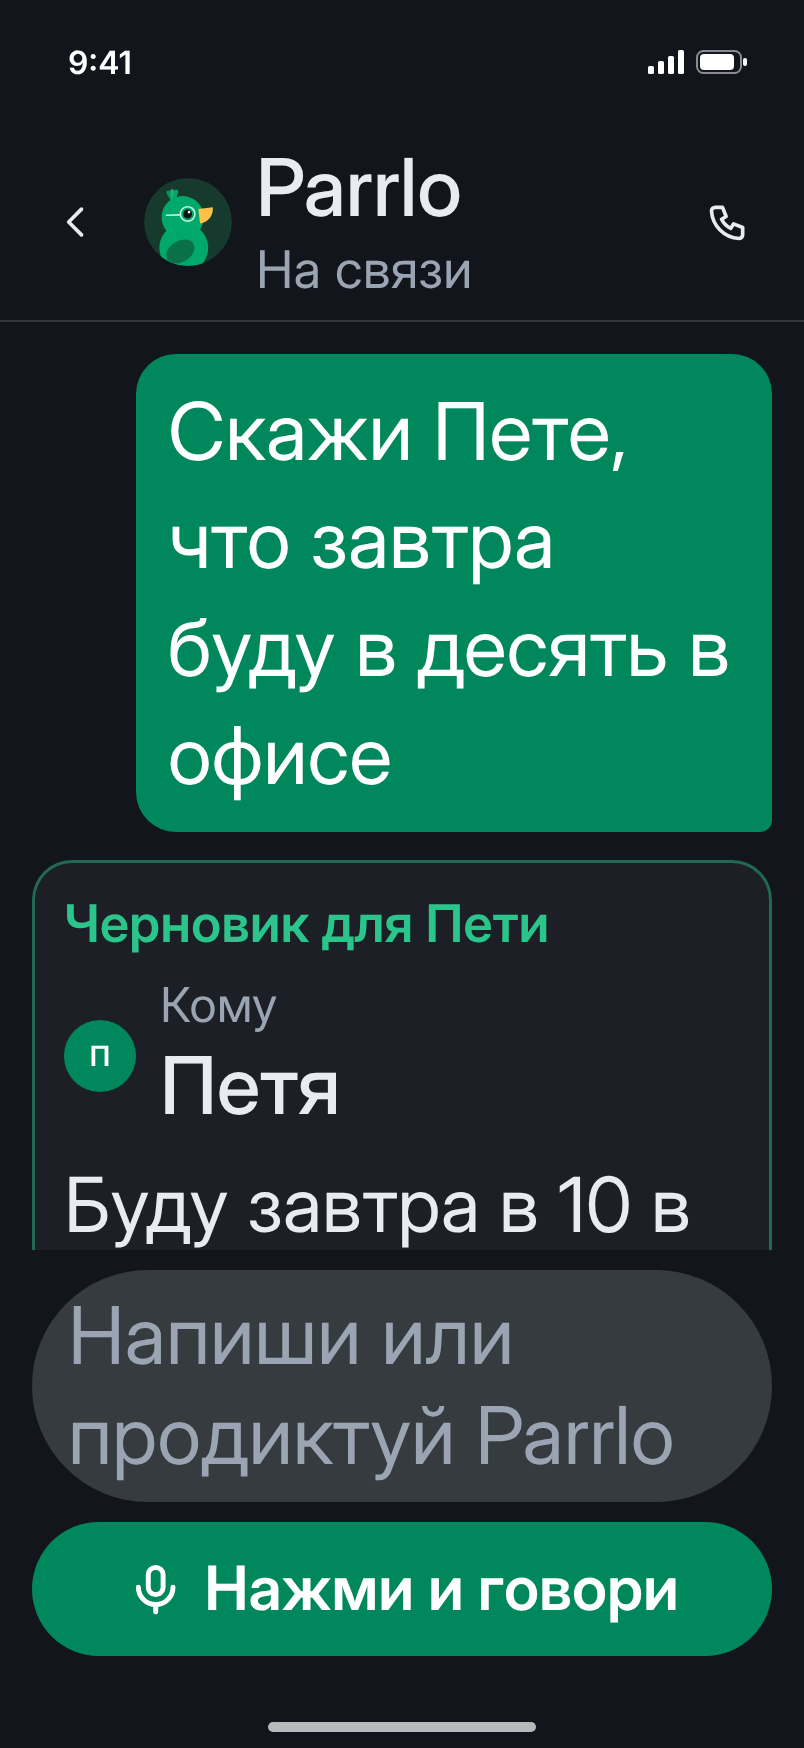 9:41
Parrlo
На связи
Скажи Пете,
что завтра
буду в десять в
офисе
Черновик для Пети
Кому
П
Петя
Буду завтра в 10 в
Напиши или
продиктуй Parrlo
Нажми и говори